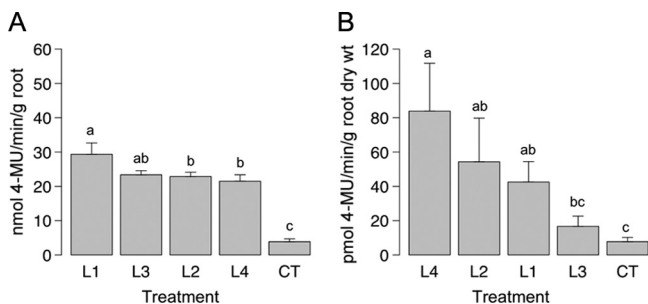 A
nmol 4-MU/min/g root
60
50
40
30
20
10
0
a
ab
b
b
c
L1 L3 L2 L4 CT
Treatment
B
pmol 4-MU/min/g root dry wt
120
100
80
60
40
20
0
a
ab
ab
bc
c
L4 L2 L1 L3 CT
Treatment